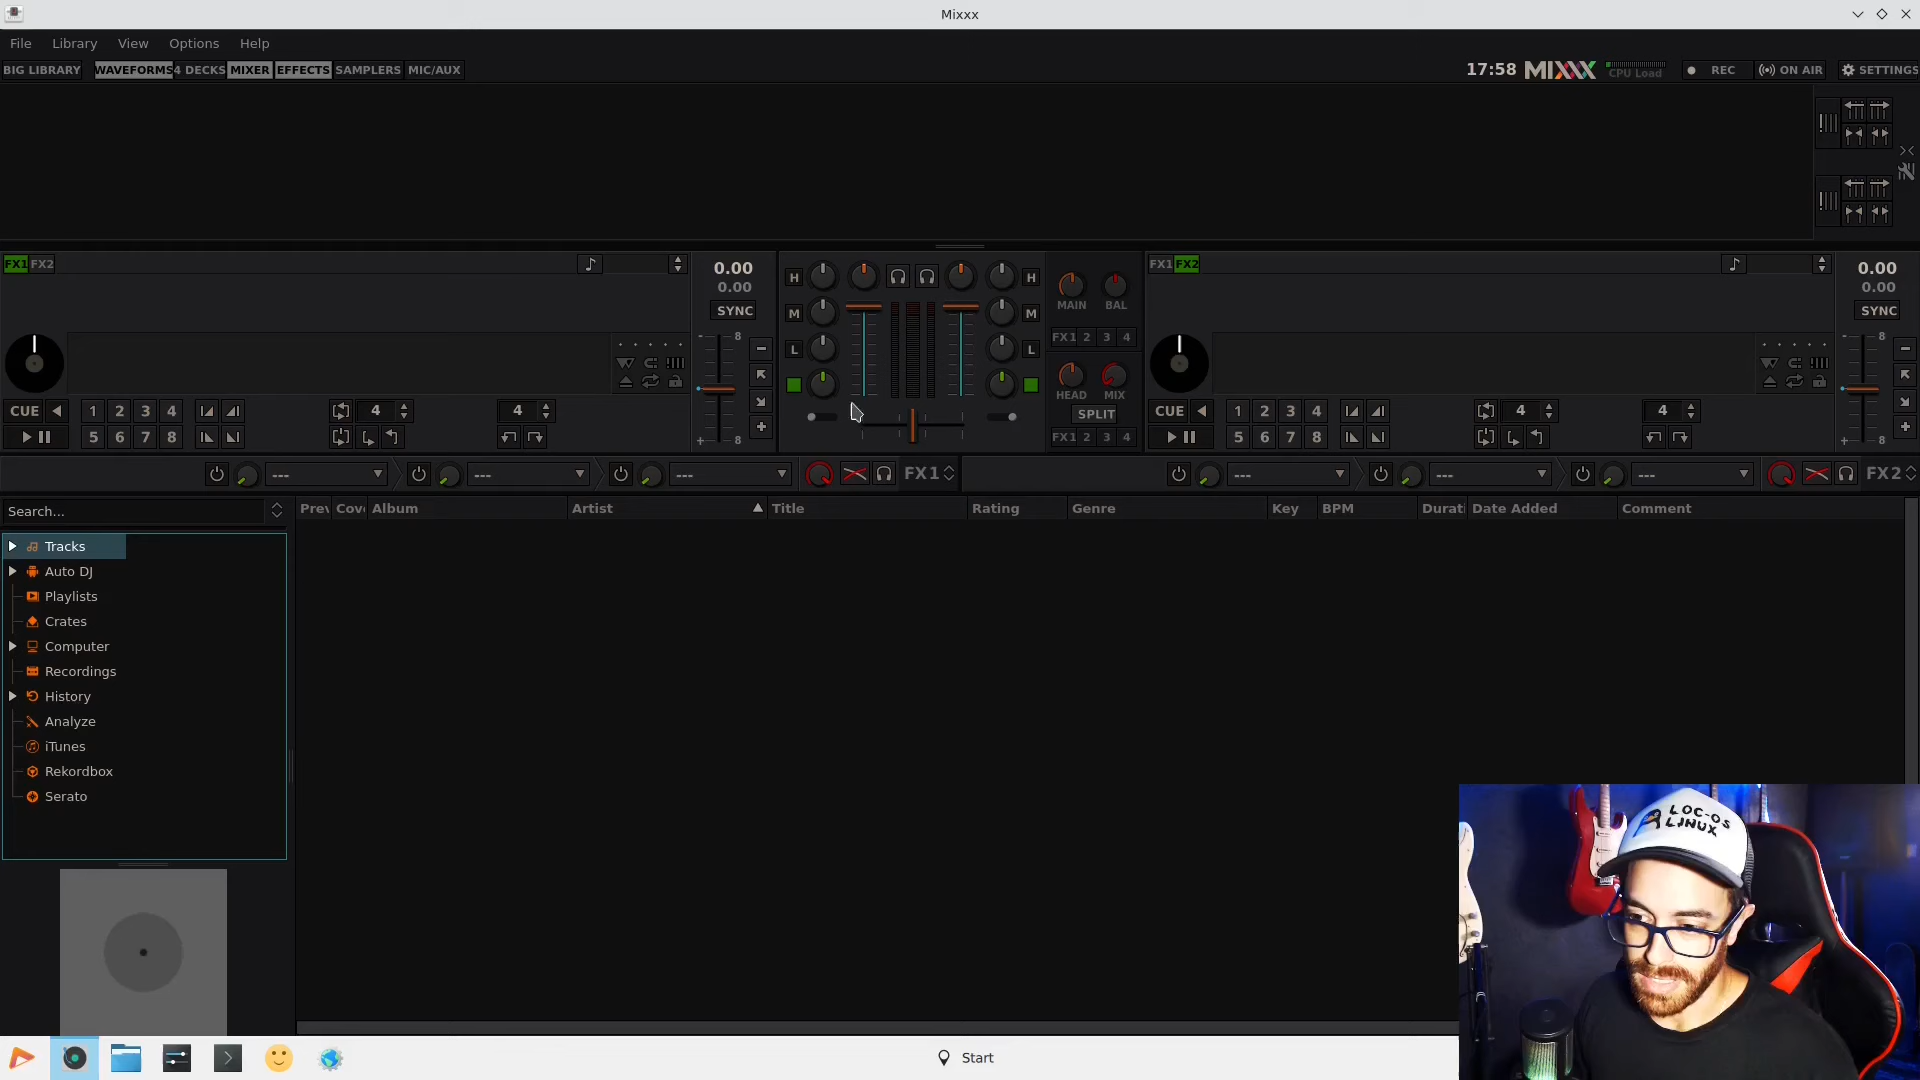 Mixxx
File Library View Options Help
BIG LIBRARY WAVEFORMS 4 DECKS MIXER EFFECTS SAMPLERS MIC/AUX 17:58 MIXXX CPU Load REC ON AIR SETTINGS
FX1 FX2 0.00 H H MAIN BAL FX1 FX2 0.00
0.00 0.00
SYNC M M SYNC
8 FX1 2 3 4 8
L L
HEAD MIX
CUE 1 2 3 4 4 4 SPLIT CUE 1 2 3 4 4 4
5 6 7 8 8 FX1 2 3 4 5 6 7 8 8
--- --- --- FX1 --- --- --- FX2
Search... Prev Cov Album Artist Title Rating Genre Key BPM Durati Date Added Comment
Tracks
Auto DJ
Playlists
Crates
Computer
Recordings
History
Analyze
iTunes
Rekordbox
Serato
LOC-OS
LINUX
Start